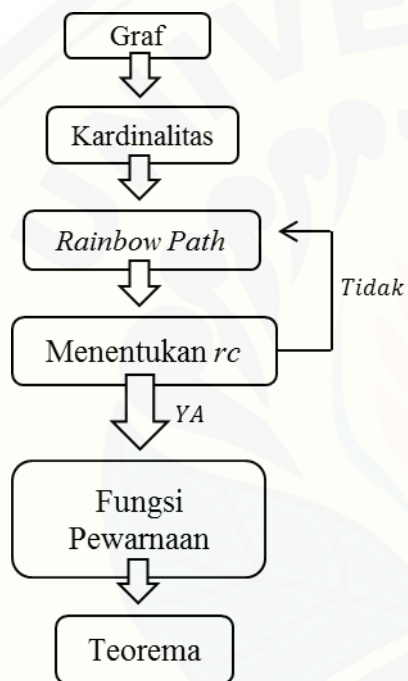 Graf
Kardinalitas
Rainbow Path
Tidak
Menentukan rc
YA
Fungsi
Pewarnaan
Teorema